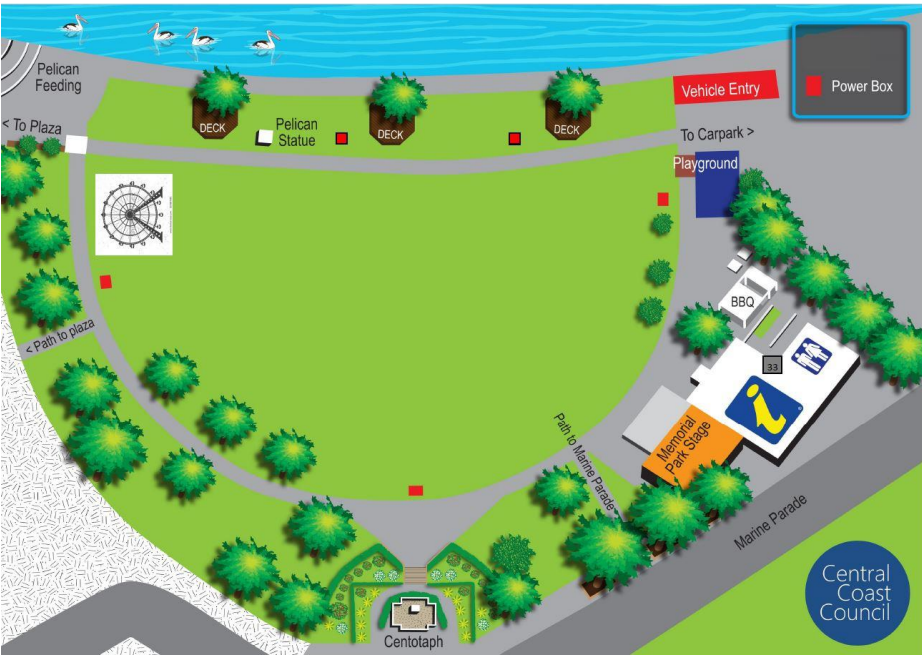 Pelican
Feeding
< To Plaza
DECK
Pelican
Statue
DECK
DECK
Vehicle Entry
Power Box
To Carpark >
Playground
BBQ
33
i
< Path to plaza
Memorial
Park Stage
Path to Marine Parade
Marine Parade
Centotaph
Central
Coast
Council